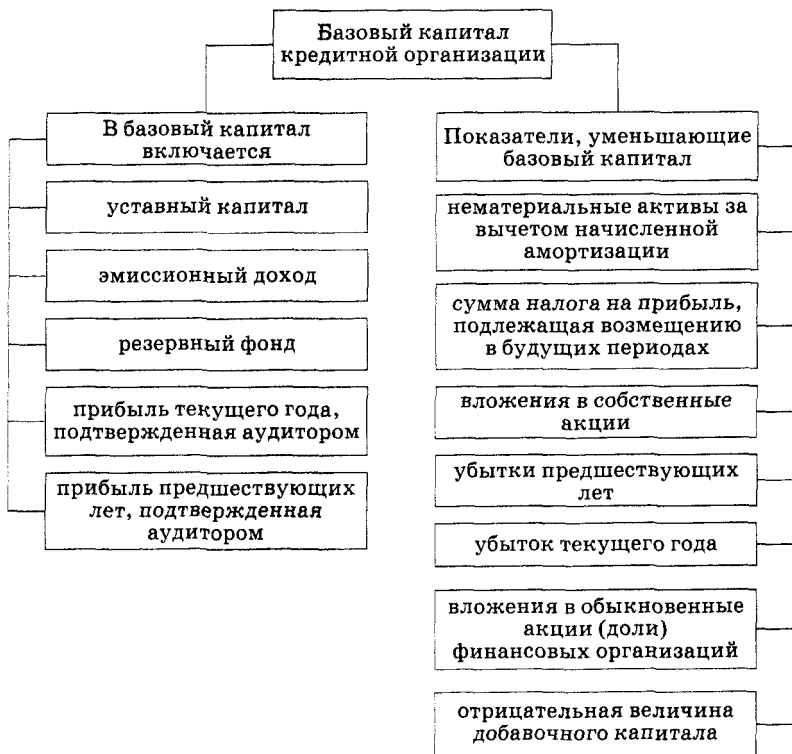 Базовый капитал
кредитной организации
В базовый капитал
включается
уставный капитал
эмиссионный доход
резервный фонд
прибыль текущего года,
подтвержденная аудитором
прибыль предшествующих
лет, подтвержденная
аудитором
Показатели, уменьшающие
базовый капитал
нематериальные активы за
вычетом начисленной
амортизации
сумма налога на прибыль,
подлежащая возмещению
в будущих периодах
вложения в собственные
акции
убытки предшествующих
лет
убыток текущего года
вложения в обыкновенные
акции (доли)
финансовых организаций
отрицательная величина
добавочного капитала